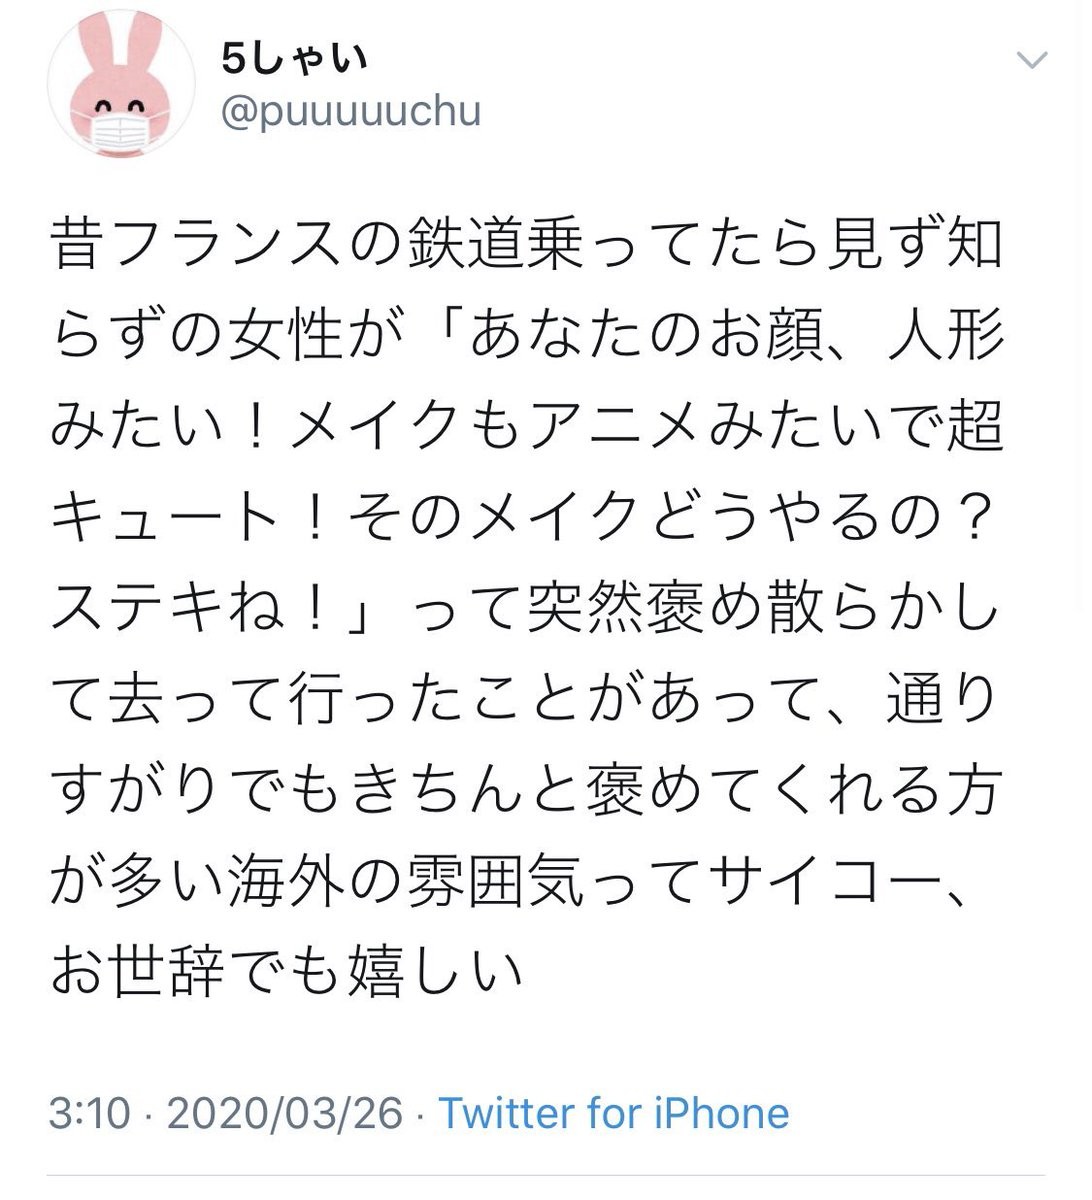 5しゃい
@puuuuuchu
昔フランスの鉄道乗ってたら見ず知
らずの女性が「あなたのお顔、人形
みたい！メイクもアニメみたいで超
キュート！そのメイクどうやるの？
ステキね！」って突然褒め散らかし
て去って行ったことがあって、通り
すがりでもきちんと褒めてくれる方
が多い海外の雰囲気ってサイコー、
お世辞でも嬉しい
3:10 · 2020/03/26 · Twitter for iPhone